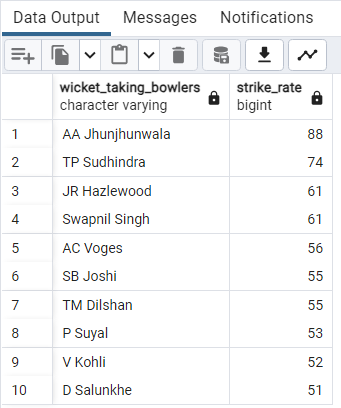 Data Output Messages Notifications
wicket_taking_bowlers strike_rate
character varying bigint
1 AA Jhunjhunwala 88
2 TP Sudhindra 74
3 JR Hazlewood 61
4 Swapnil Singh 61
5 AC Voges 56
6 SB Joshi 55
7 TM Dilshan 55
8 P Suyal 53
9 V Kohli 52
10 D Salunkhe 51